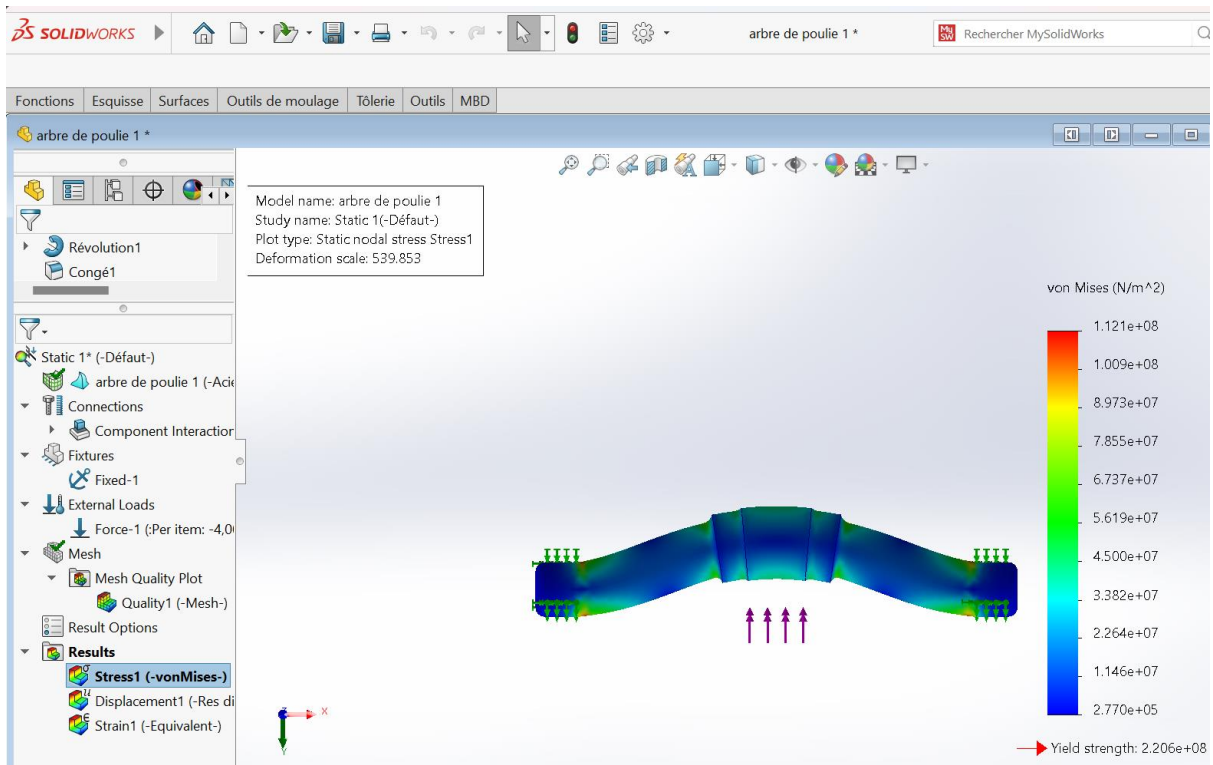 SOLIDWORKS
arbre de poulie 1 *
Rechercher MySolidWorks
Fonctions Esquisse Surfaces Outils de moulage Tôlerie Outils MBD
arbre de poulie 1 *
Révolution1
Congé1
Static 1* (-Défaut-)
arbre de poulie 1 (-Acie
Connections
Component Interaction
Fixtures
Fixed-1
External Loads
Force-1 (:Per item: -4,0
Mesh
Mesh Quality Plot
Quality1 (-Mesh-)
Result Options
Results
Stress1 (-vonMises-)
Displacement1 (-Res di
Strain1 (-Equivalent-)
Model name: arbre de poulie 1
Study name: Static 1(-Défaut-)
Plot type: Static nodal stress Stress1
Deformation scale: 539.853
von Mises (N/m^2)
1.121e+08
1.009e+08
8.973e+07
7.855e+07
6.737e+07
5.619e+07
4.500e+07
3.382e+07
2.264e+07
1.146e+07
2.770e+05
Yield strength: 2.206e+08
X
Y